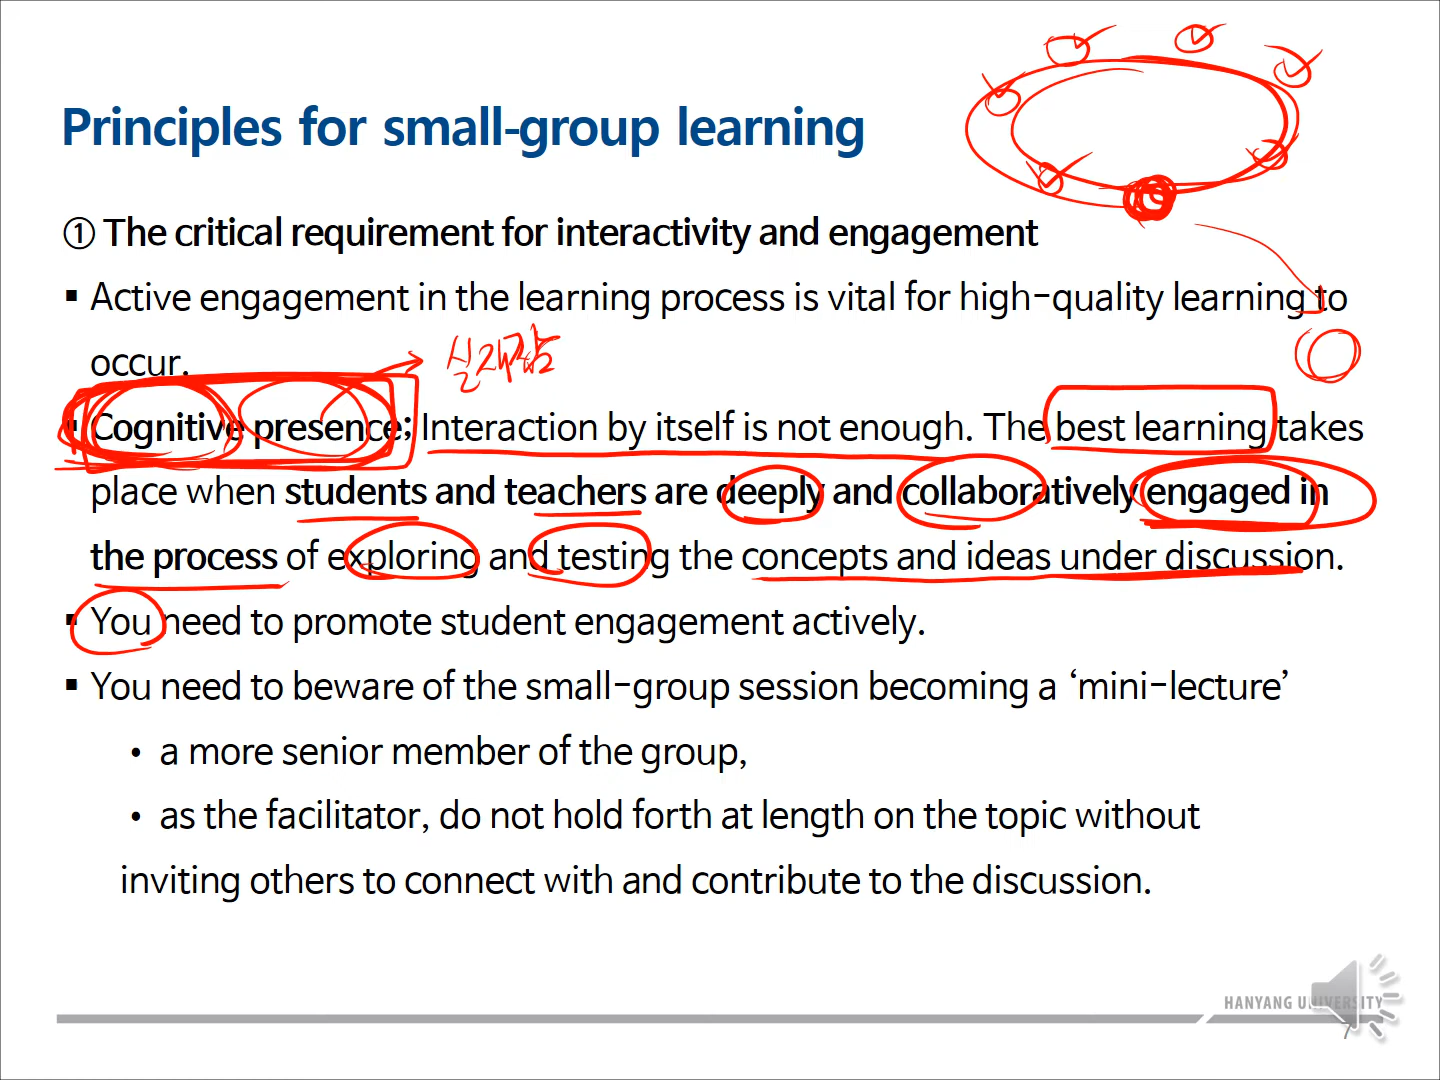 Principles for small-group learning
① The critical requirement for interactivity and engagement
▪ Active engagement in the learning process is vital for high-quality learning to
occur.
실재감
▪ Cognitive presence; Interaction by itself is not enough. The best learning takes
place when students and teachers are deeply and collaboratively engaged in
the process of exploring and testing the concepts and ideas under discussion.
▪ You need to promote student engagement actively.
▪ You need to beware of the small-group session becoming a ‘mini-lecture’
• a more senior member of the group,
• as the facilitator, do not hold forth at length on the topic without
inviting others to connect with and contribute to the discussion.
HANYANG UNIVERSITY
7